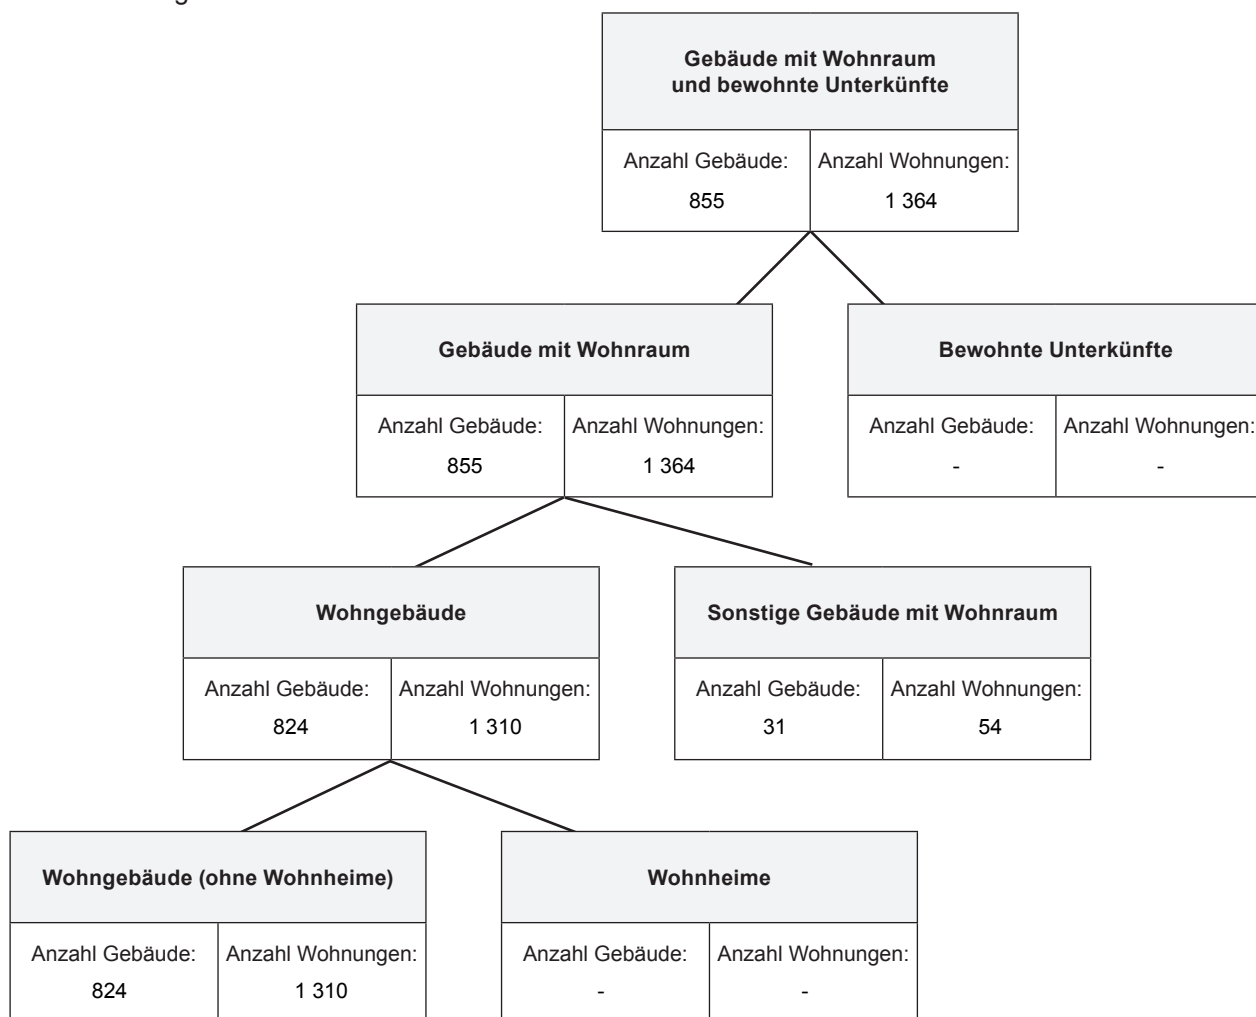 Gebäude mit Wohnraum
und bewohnte Unterkünfte
Anzahl Gebäude: Anzahl Wohnungen:
855 1 364
Gebäude mit Wohnraum
Anzahl Gebäude: Anzahl Wohnungen:
855 1 364
Bewohnte Unterkünfte
Anzahl Gebäude: Anzahl Wohnungen:
- -
Wohngebäude
Anzahl Gebäude: Anzahl Wohnungen:
824 1 310
Sonstige Gebäude mit Wohnraum
Anzahl Gebäude: Anzahl Wohnungen:
31 54
Wohngebäude (ohne Wohnheime)
Anzahl Gebäude: Anzahl Wohnungen:
824 1 310
Wohnheime
Anzahl Gebäude: Anzahl Wohnungen:
- -